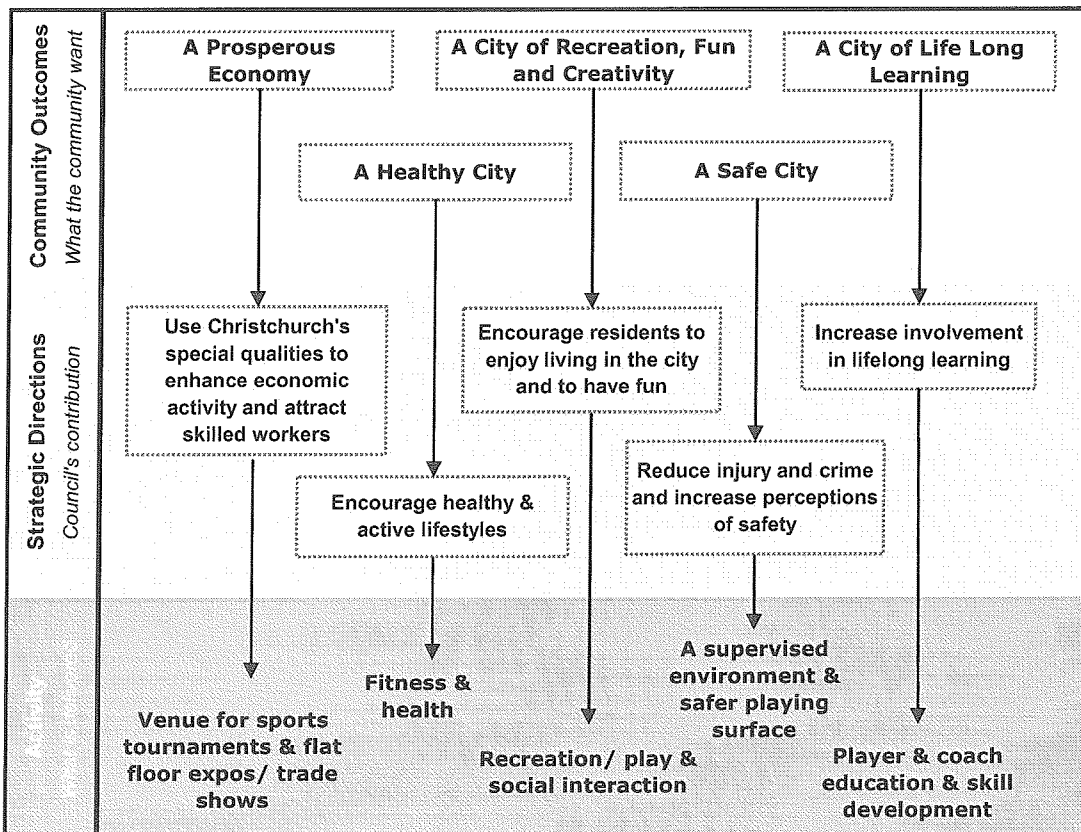 Community Outcomes
What the community want
A Prosperous
Economy
A City of Recreation, Fun
and Creativity
A City of Life Long
Learning
A Healthy City
A Safe City
Strategic Directions
Council's contribution
Use Christchurch's
special qualities to
enhance economic
activity and attract
skilled workers
Encourage residents to
enjoy living in the city
and to have fun
Increase involvement
in lifelong learning
Encourage healthy &
active lifestyles
Reduce injury and crime
and increase perceptions
of safety
Venue for sports
tournaments & flat
floor expos/ trade
shows
Fitness &
health
Recreation/ play &
social interaction
A supervised
environment &
safer playing
surface
Player & coach
education & skill
development